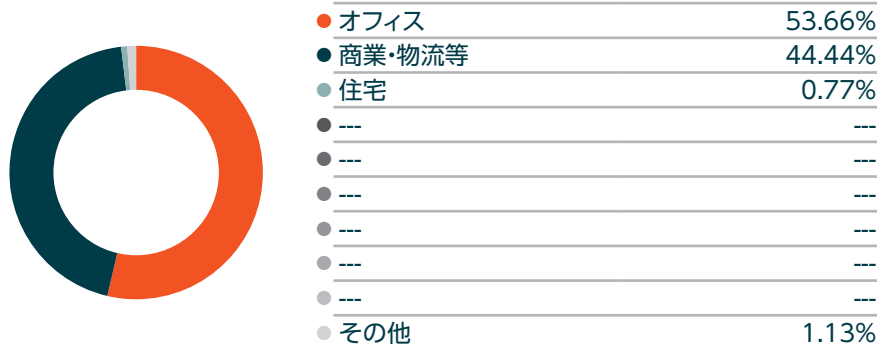 オフィス 53.66%
商業・物流等 44.44%
住宅 0.77%
--- ---
--- ---
--- ---
--- ---
--- ---
--- ---
その他 1.13%